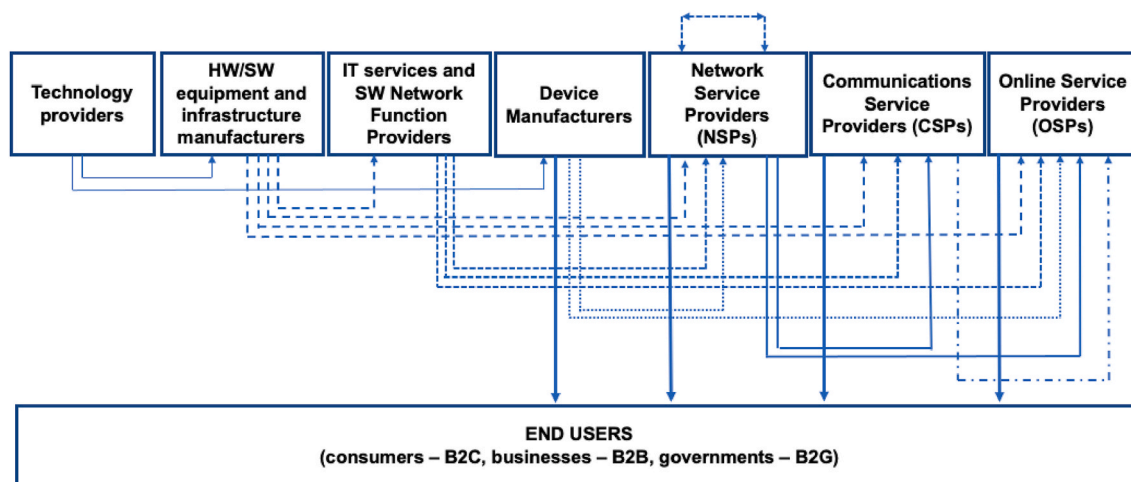 Technology
providers
HW/SW
equipment and
infrastructure
manufacturers
IT services and
SW Network
Function
Providers
Device
Manufacturers
Network
Service
Providers
(NSPs)
Communications
Service
Providers (CSPs)
Online Service
Providers
(OSPs)
END USERS
(consumers – B2C, businesses – B2B, governments – B2G)